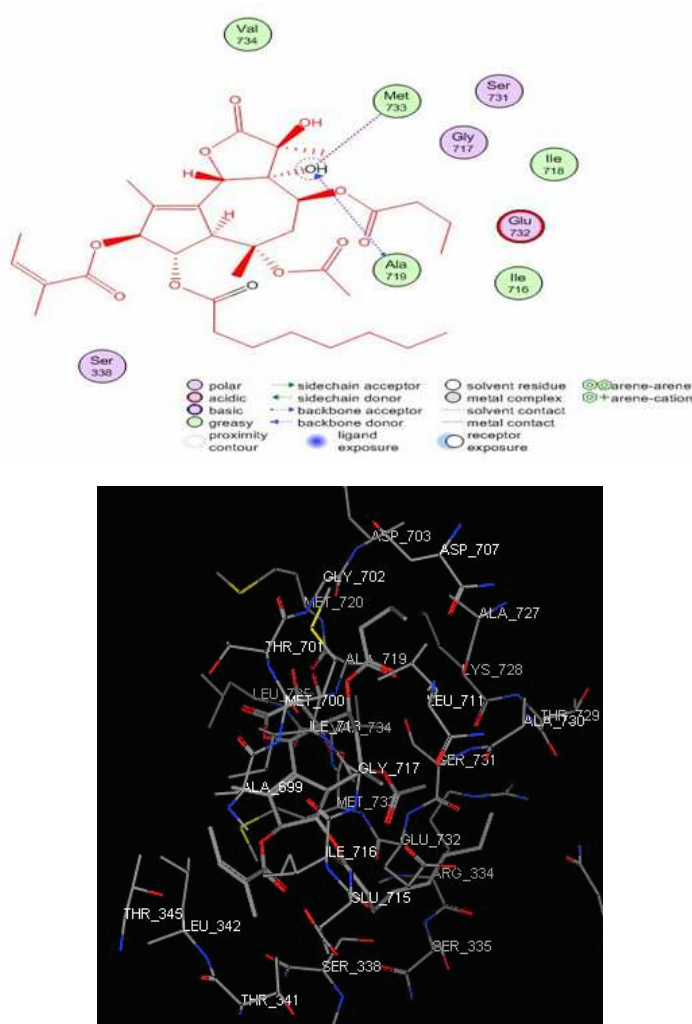 Val
734
Met
733
Ser
731
Gly
717
Ile
718
Glu
732
Ala
719
Ile
716
Ser
338
O
OH
O
H
OH
O
H
O
O
O
O
O
O
O
O
polar
acidic
basic
greasy
proximity
contour
sidechain acceptor
sidechain donor
backbone acceptor
backbone donor
ligand
exposure
solvent residue
metal complex
solvent contact
metal contact
receptor
exposure
arene-arene
arene-cation
ASP_703
ASP_707
GLY_702
MET_720
ALA_727
THR_701
ALA_719
LYS_728
MET_700
LEU_711
THR_729
ALA_730
GLY_717
SER_731
ALA_699
ILE_716
GLU_732
ARG_334
GLU_715
THR_345
LEU_342
SER_335
SER_338
THR_341